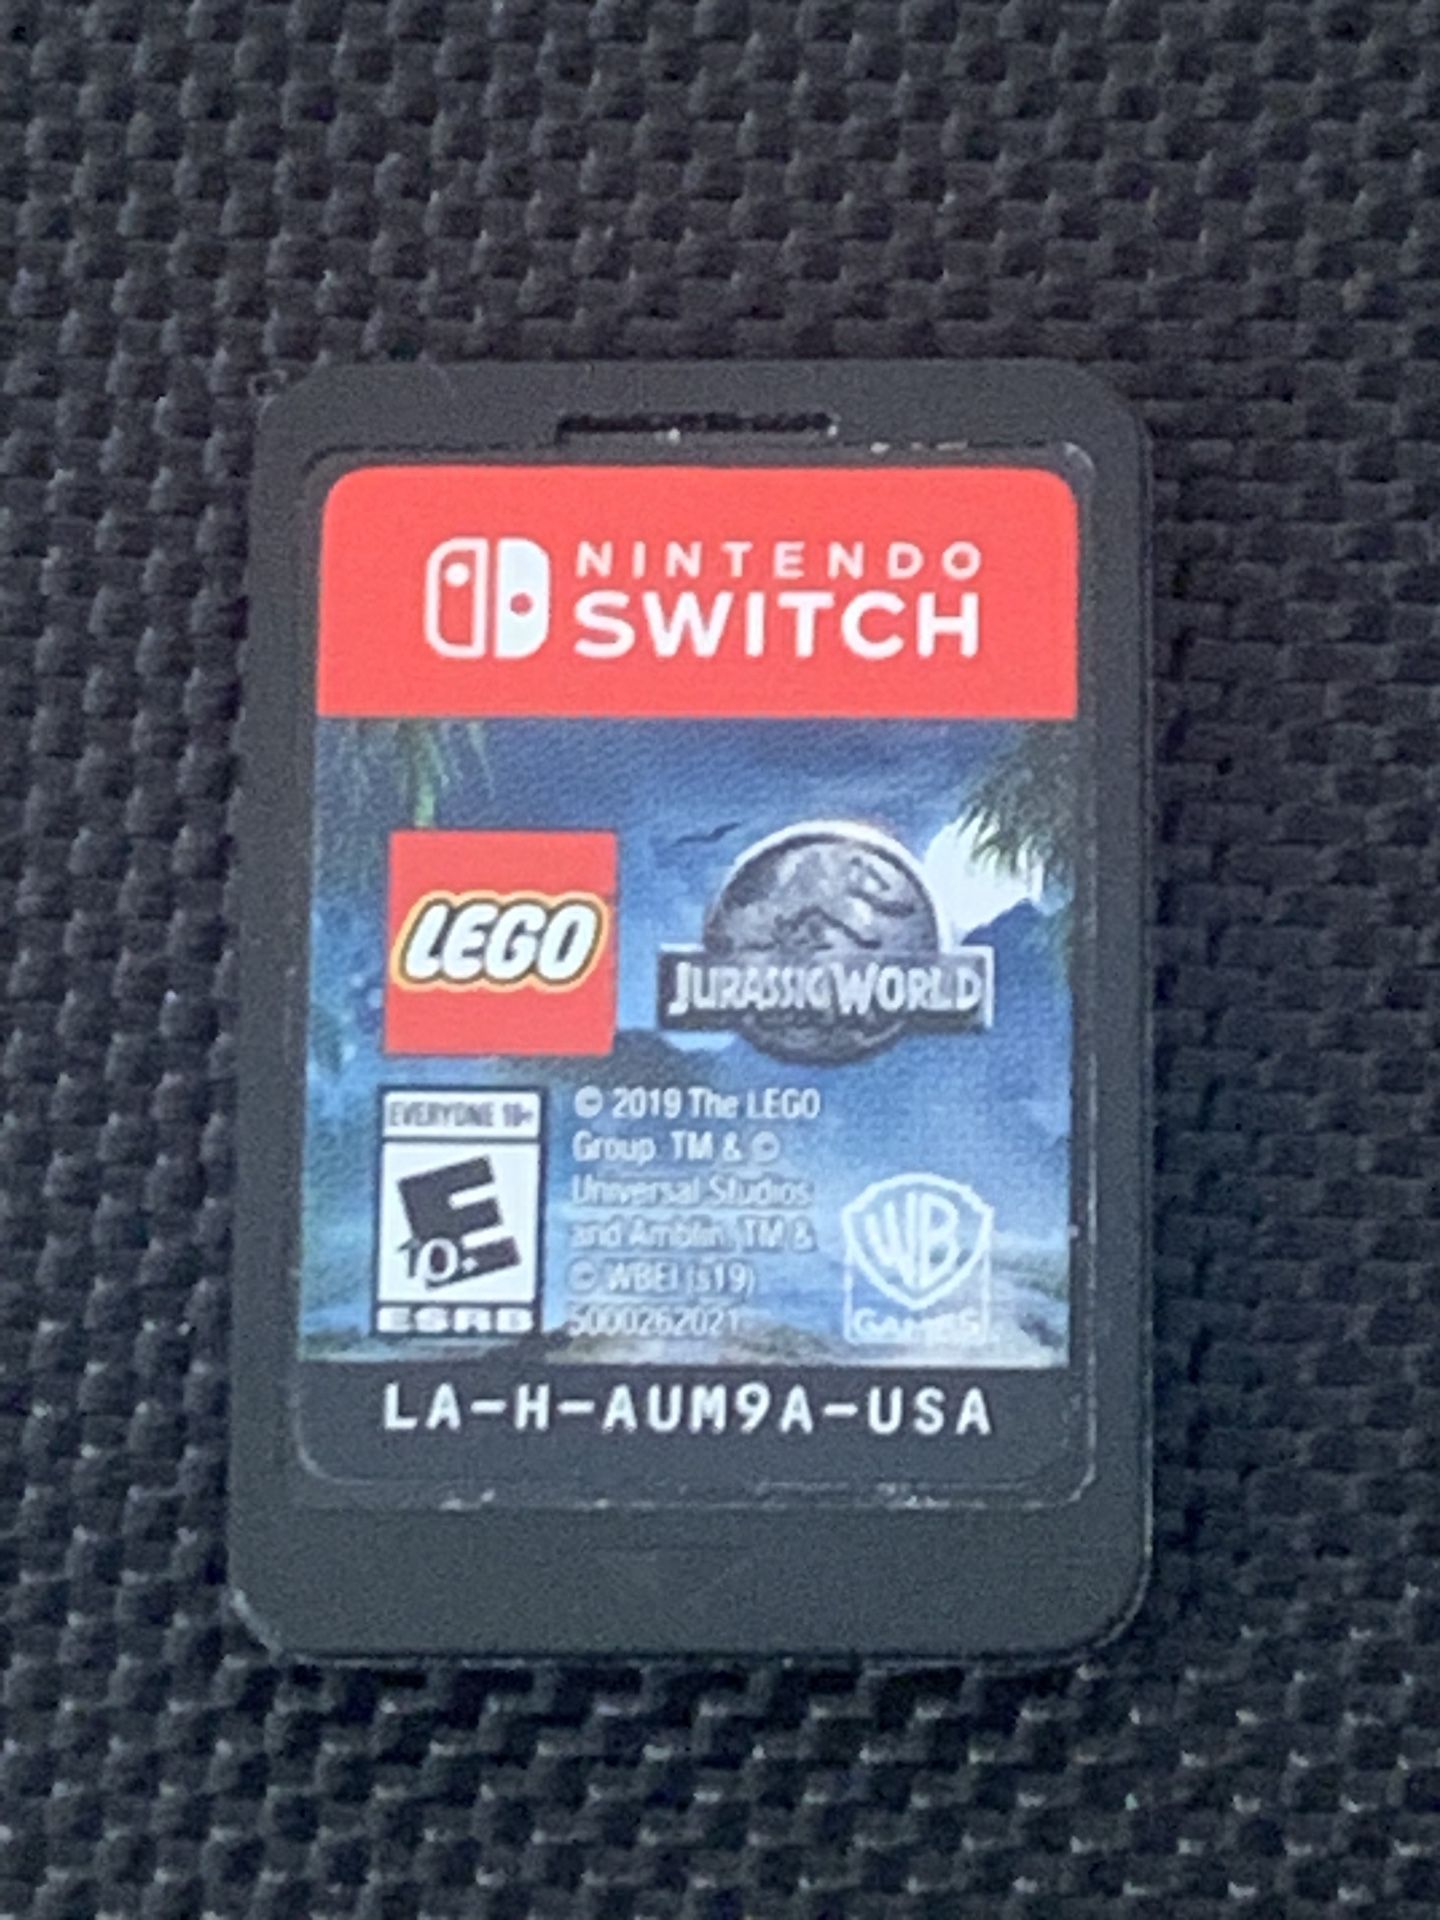 NINTENDO
SWITCH
LEGO
JURASSIC WORLD
EVERYONE 10+
E
10+
ESRB
© 2019 The LEGO
Group. TM & ©
Universal Studios
and Amblin. TM &
© WBEI (s19)
5000262021
WB
GAMES
LA-H-AUM9A-USA